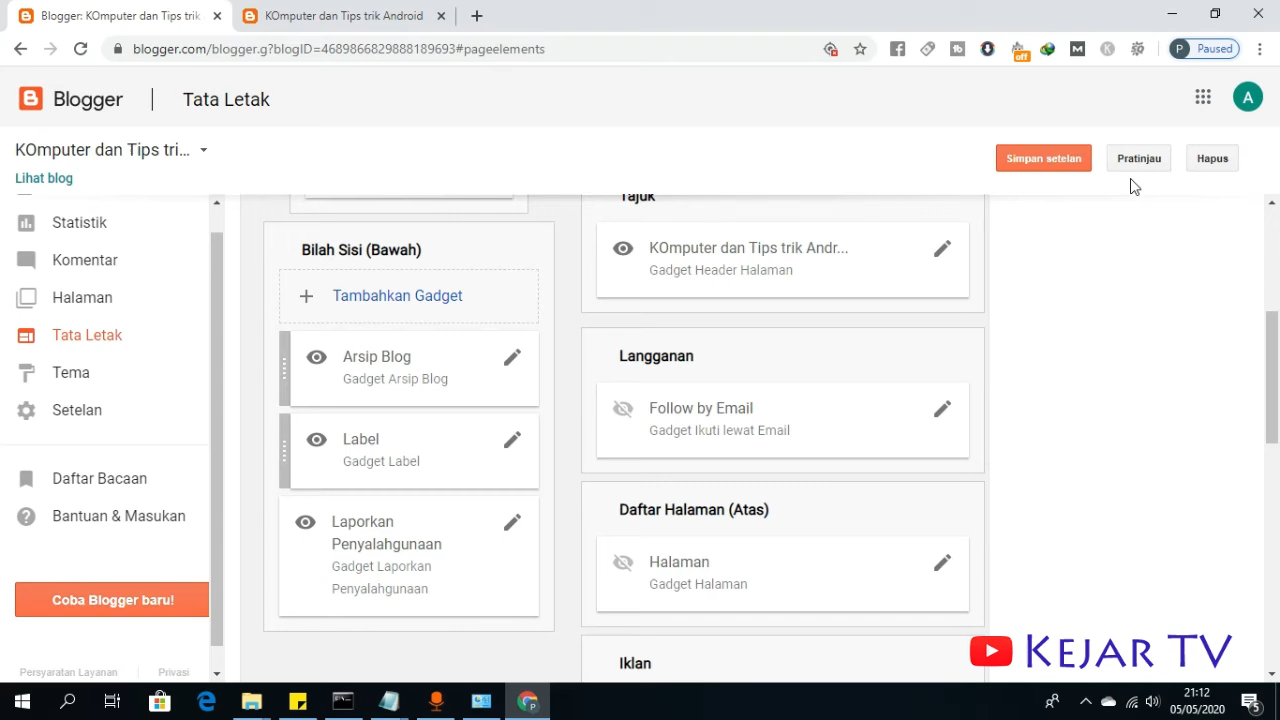 Blogger: KOmputer dan Tips trik
KOmputer dan Tips trik Android
blogger.com/blogger.g?blogID=4689866829888189693#pageelements
off
M
K
P
Paused
Blogger
Tata Letak
A
KOmputer dan Tips tri...
Simpan setelan
Pratinjau
Hapus
Lihat blog
Statistik
Komentar
Halaman
Tata Letak
Tema
Setelan
Daftar Bacaan
Bantuan & Masukan
Coba Blogger baru!
Persyaratan Layanan
Privasi
Bilah Sisi (Bawah)
Tambahkan Gadget
Arsip Blog
Gadget Arsip Blog
Label
Gadget Label
Laporkan
Penyalahgunaan
Gadget Laporkan
Penyalahgunaan
Tajuk
KOmputer dan Tips trik Andr...
Gadget Header Halaman
Langganan
Follow by Email
Gadget Ikuti lewat Email
Daftar Halaman (Atas)
Halaman
Gadget Halaman
Iklan
KEJAR TV
21:12
05/05/2020
5